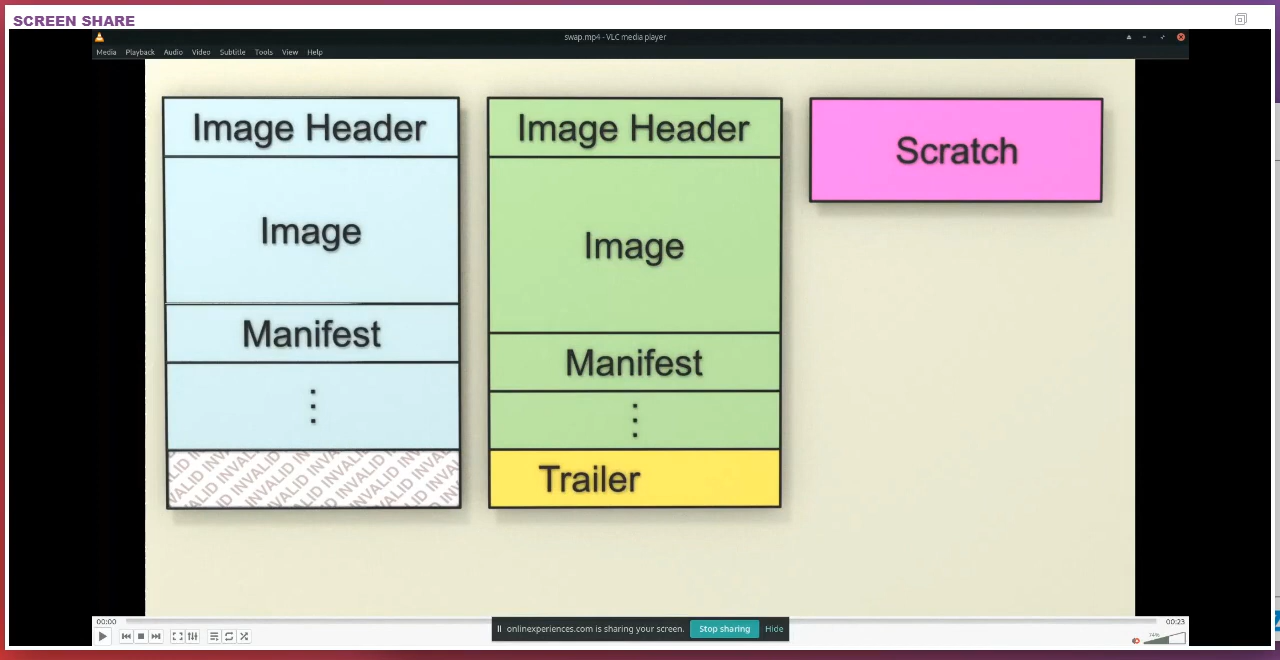 SCREEN SHARE
swap.mp4 - VLC media player
Media Playback Audio Video Subtitle Tools View Help
Image Header
Image
Manifest
INVALID INVALID INVALID
Image Header
Image
Manifest
Trailer
Scratch
00:00
00:23
onlinexperiences.com is sharing your screen.
Stop sharing
Hide
74%